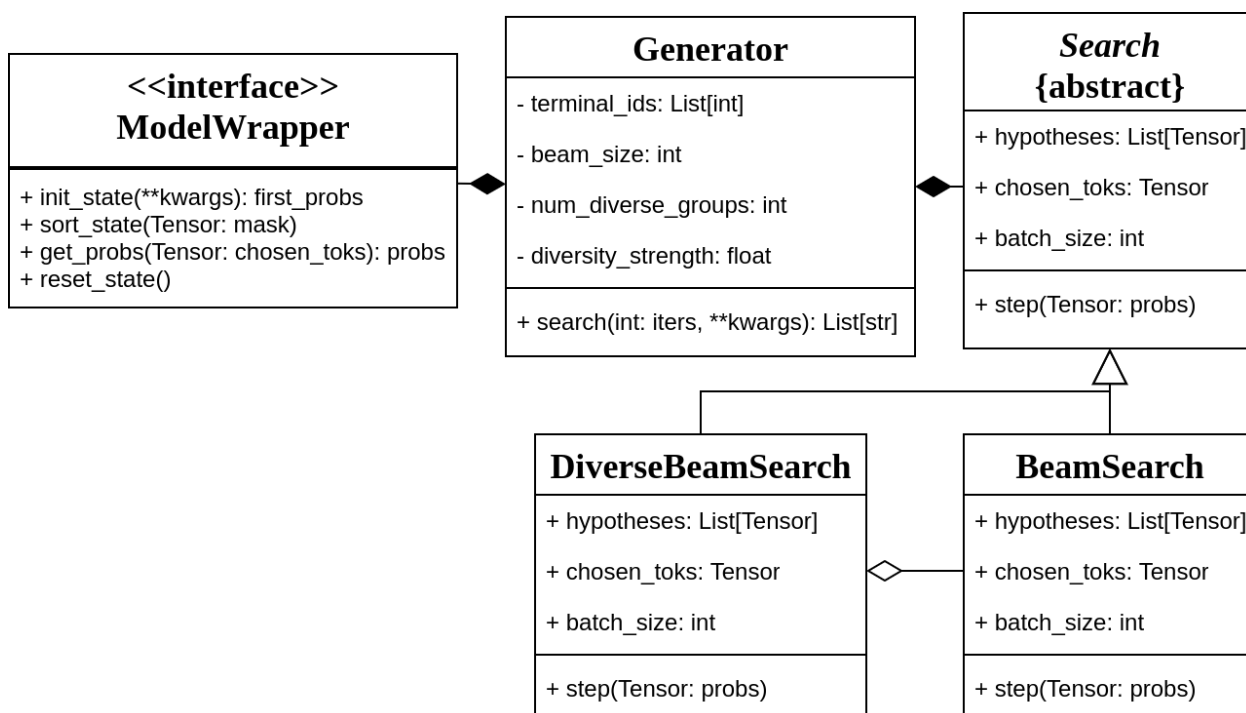 <<interface>>
ModelWrapper
+ init_state(**kwargs): first_probs
+ sort_state(Tensor: mask)
+ get_probs(Tensor: chosen_toks): probs
+ reset_state()
Generator
- terminal_ids: List[int]
- beam_size: int
- num_diverse_groups: int
- diversity_strength: float
+ search(int: iters, **kwargs): List[str]
Search
{abstract}
+ hypotheses: List[Tensor]
+ chosen_toks: Tensor
+ batch_size: int
+ step(Tensor: probs)
DiverseBeamSearch
+ hypotheses: List[Tensor]
+ chosen_toks: Tensor
+ batch_size: int
+ step(Tensor: probs)
BeamSearch
+ hypotheses: List[Tensor]
+ chosen_toks: Tensor
+ batch_size: int
+ step(Tensor: probs)